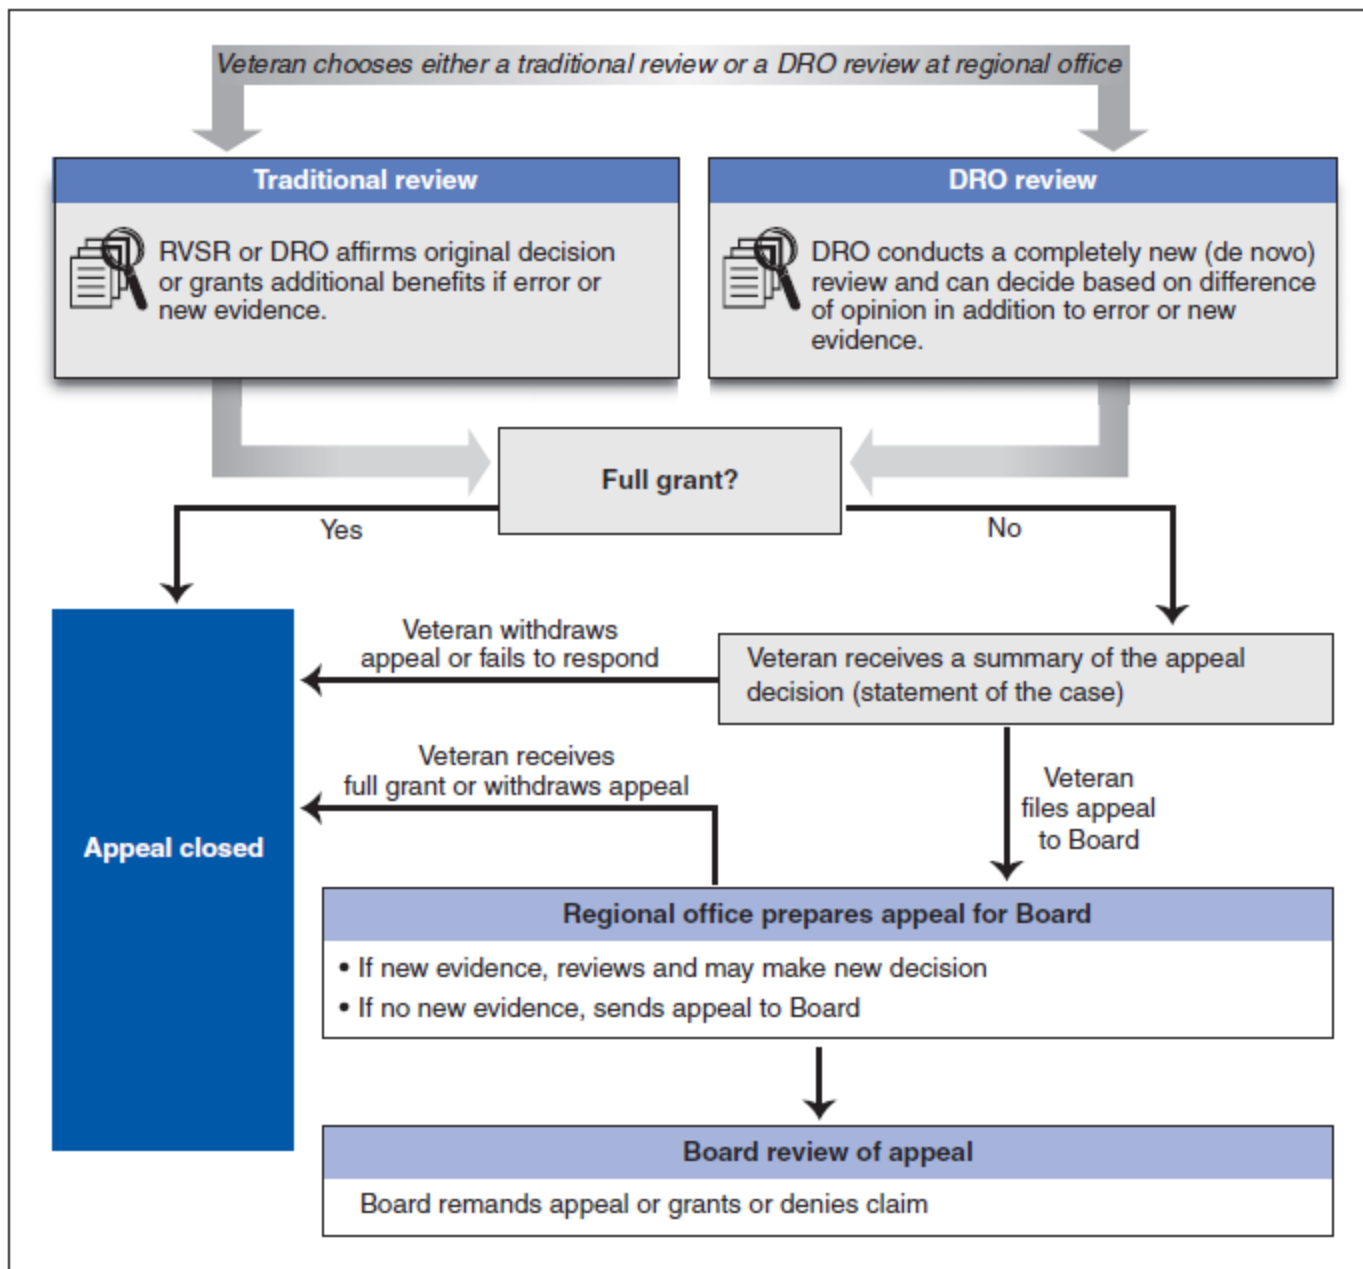 Veteran chooses either a traditional review or a DRO review at regional office
Traditional review
RVSR or DRO affirms original decision
or grants additional benefits if error or
new evidence.
DRO review
DRO conducts a completely new (de novo)
review and can decide based on difference
of opinion in addition to error or new
evidence.
Full grant?
Yes
No
Veteran withdraws
appeal or fails to respond
Veteran receives a summary of the appeal
decision (statement of the case)
Veteran receives
full grant or withdraws appeal
Veteran
files appeal
to Board
Appeal closed
Regional office prepares appeal for Board
• If new evidence, reviews and may make new decision
• If no new evidence, sends appeal to Board
Board review of appeal
Board remands appeal or grants or denies claim